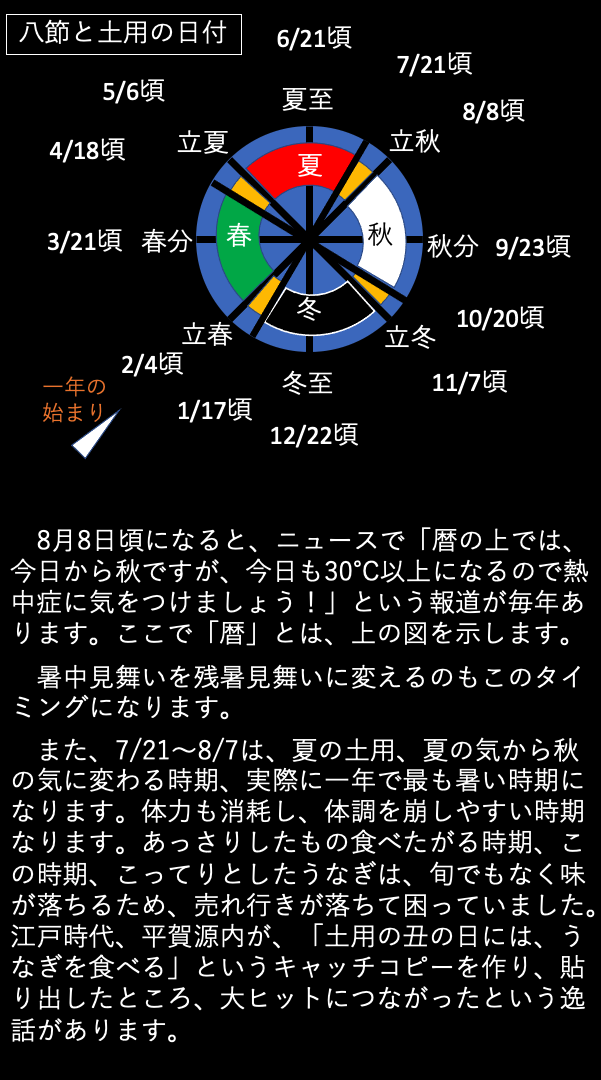 八節と土用の日付
6/21頃
7/21頃
5/6頃
夏至
8/8頃
立夏
立秋
4/18頃
夏
3/21頃
春分
春
秋
秋分
9/23頃
冬
10/20頃
立春
立冬
2/4頃
冬至
11/7頃
一年の
始まり
1/17頃
12/22頃
8月8日頃になると、ニュースで「暦の上では、
今日から秋ですが、今日も30℃以上になるので熱
中症に気をつけましょう！」という報道が毎年あ
ります。ここで「暦」とは、上の図を示します。
暑中見舞いを残暑見舞いに変えるのもこのタイ
ミングになります。
また、7/21〜8/7は、夏の土用、夏の気から秋
の気に変わる時期、実際に一年で最も暑い時期に
なります。体力も消耗し、体調を崩しやすい時期
なります。あっさりしたもの食べたがる時期、こ
の時期、こってりとしたうなぎは、旬でもなく味
が落ちるため、売れ行きが落ちて困っていました。
江戸時代、平賀源内が、「土用の丑の日には、う
なぎを食べる」というキャッチコピーを作り、貼
り出したところ、大ヒットにつながったという逸
話があります。